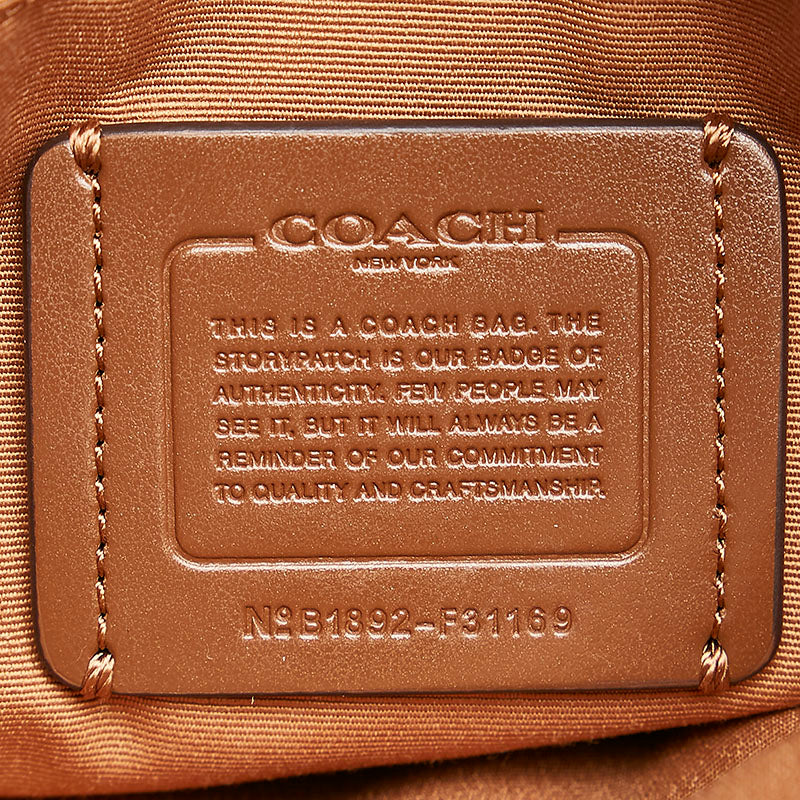 COACH
NEW YORK
THIS IS A COACH BAG. THE
STORYPATCH IS OUR BADGE OF
AUTHENTICITY. FEW PEOPLE MAY
SEE IT, BUT IT WILL ALWAYS BE A
REMINDER OF OUR COMMITMENT
TO QUALITY AND CRAFTSMANSHIP.
Nº B1892-F31169